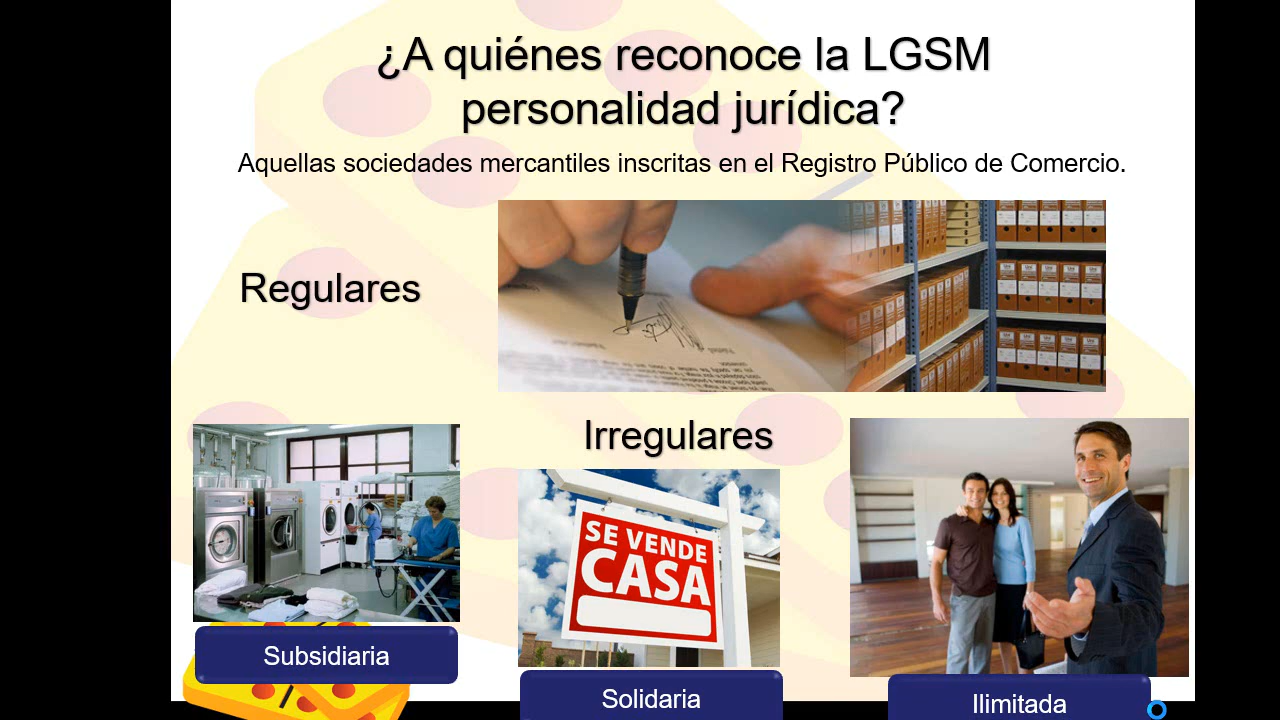 ¿A quiénes reconoce la LGSM
personalidad jurídica?
Aquellas sociedades mercantiles inscritas en el Registro Público de Comercio.
Regulares
Irregulares
SE VENDE
CASA
Subsidiaria
Solidaria
Ilimitada